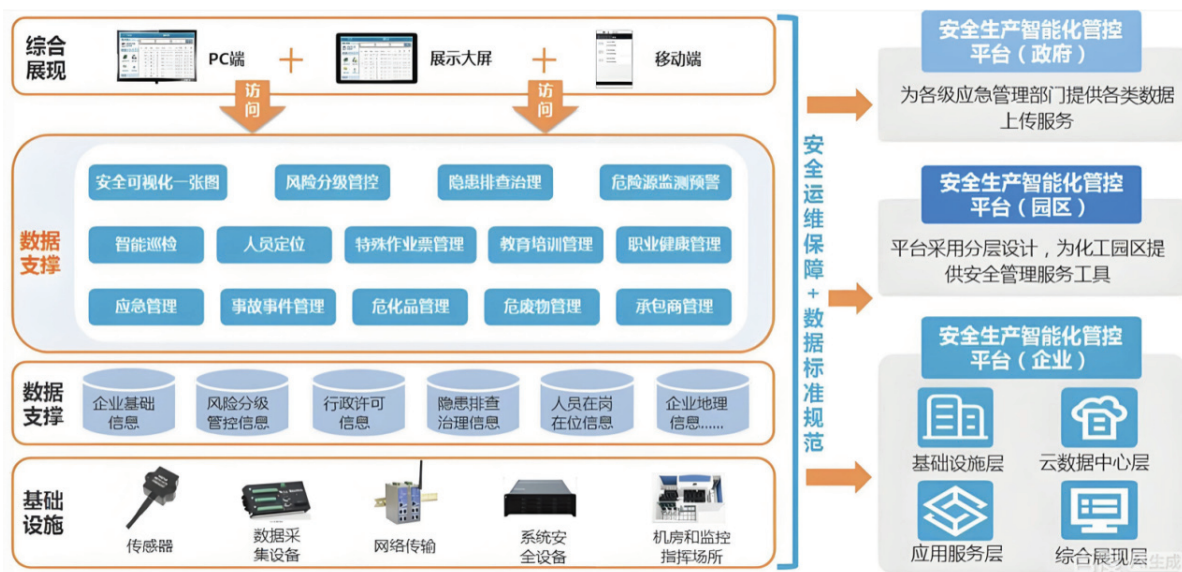 综合
展现
PC端
+
展示大屏
+
移动端
访
问
访
问
数据
支撑
安全可视化一张图
风险分级管控
隐患排查治理
危险源监测预警
智能巡检
人员定位
特殊作业票管理
教育培训管理
职业健康管理
应急管理
事故事件管理
危化品管理
危废物管理
承包商管理
数据
支撑
企业基础
信息
风险分级
管控信息
行政许可
信息
隐患排查
治理信息
人员在岗
在位信息
企业地理
信息......
基础
设施
传感器
数据采
集设备
网络传输
系统安
全设备
机房和监控
指挥场所
安全运维保障+数据标准规范
安全生产智能化管控
平台（政府）
为各级应急管理部门提供各类数据
上传服务
安全生产智能化管控
平台（园区）
平台采用分层设计，为化工园区提
供安全管理服务工具
安全生产智能化管控
平台（企业）
基础设施层
云数据中心层
应用服务层
综合展现层